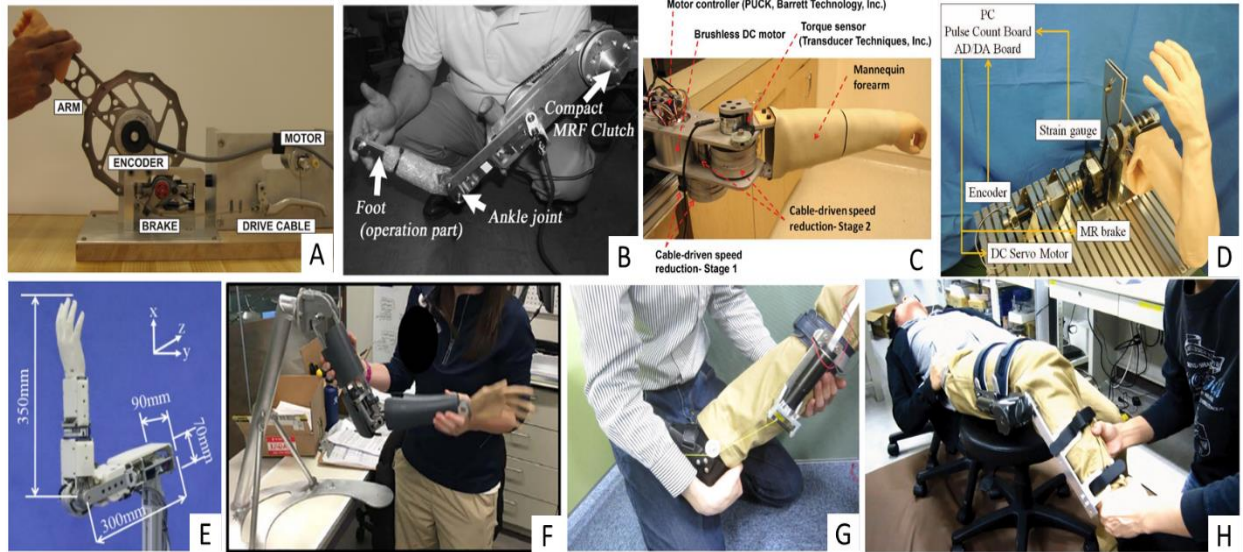 ARM
MOTOR
ENCODER
BRAKE
DRIVE CABLE
A
Compact
MRF Clutch
Foot
(operation part)
Ankle joint
B
Motor controller (PUCK, Barrett Technology, Inc.)
Brushless DC motor
Torque sensor
(Transducer Techniques, Inc.)
Mannequin
forearm
Cable-driven speed
reduction- Stage 2
Cable-driven speed
reduction- Stage 1
C
PC
Pulse Count Board
AD/DA Board
Strain gauge
Encoder
MR brake
DC Servo Motor
D
350mm
x
z
y
90mm
70mm
300mm
E
F
G
H